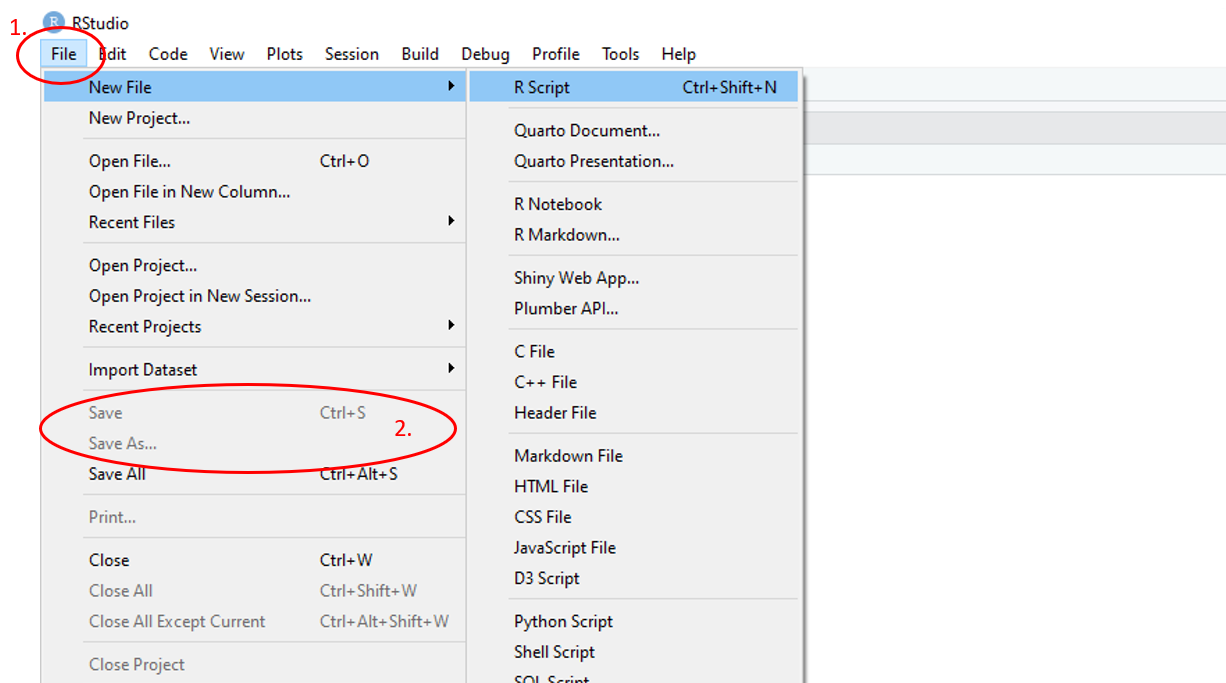 1.
R RStudio
File Edit Code View Plots Session Build Debug Profile Tools Help
New File
New Project...
Open File... Ctrl+O
Open File in New Column...
Recent Files
Open Project...
Open Project in New Session...
Recent Projects
Import Dataset
Save Ctrl+S
2.
Save As...
Save All Ctrl+Alt+S
Print...
Close Ctrl+W
Close All Ctrl+Shift+W
Close All Except Current Ctrl+Alt+Shift+W
Close Project
R Script Ctrl+Shift+N
Quarto Document...
Quarto Presentation...
R Notebook
R Markdown...
Shiny Web App...
Plumber API...
C File
C++ File
Header File
Markdown File
HTML File
CSS File
JavaScript File
D3 Script
Python Script
Shell Script
SQL Script